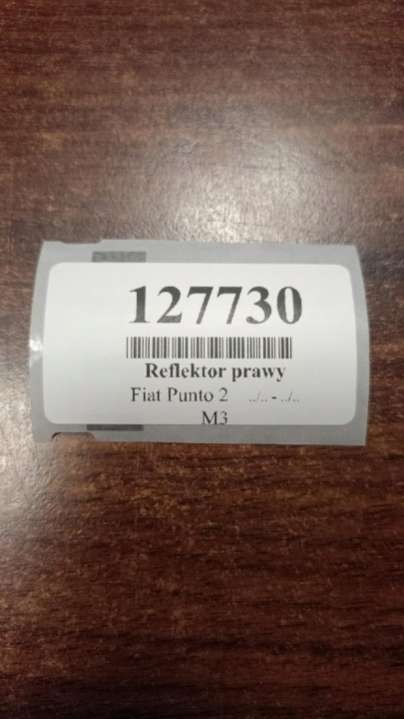 127730
Reflektor prawy
Fiat Punto 2 ../.. - ../..
M3